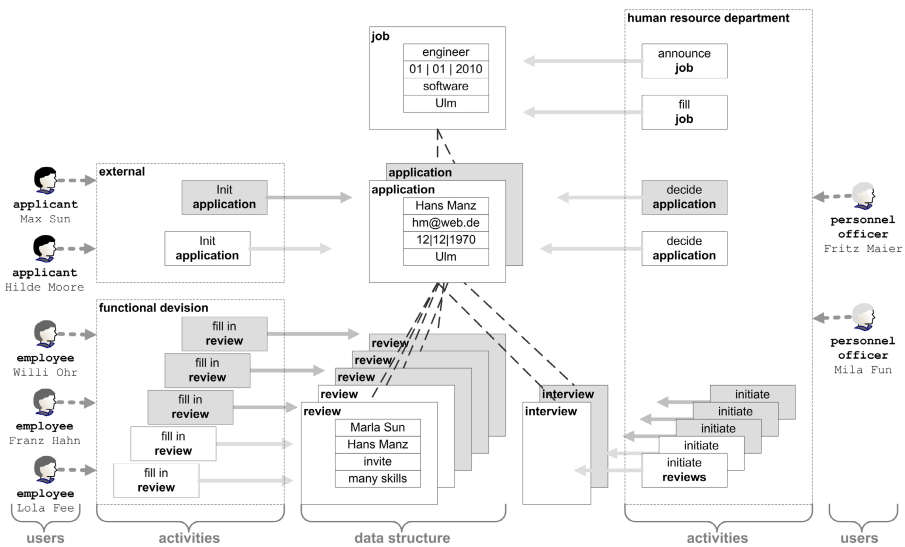 human resource department
job
engineer
01 | 01 | 2010
software
Ulm
announce
job
fill
job
external
applicant
Max Sun
Init
application
application
application
Hans Manz
hm@web.de
12|12|1970
Ulm
decide
application
personnel
officer
Fritz Maier
applicant
Hilde Moore
Init
application
decide
application
functional devision
employee
Willi Ohr
fill in
review
fill in
review
fill in
review
fill in
review
fill in
review
employee
Franz Hahn
employee
Lola Fee
review
review
review
review
review
Marla Sun
Hans Manz
invite
many skills
interview
interview
initiate
initiate
initiate
initiate
initiate
reviews
personnel
officer
Mila Fun
users
activities
data structure
activities
users